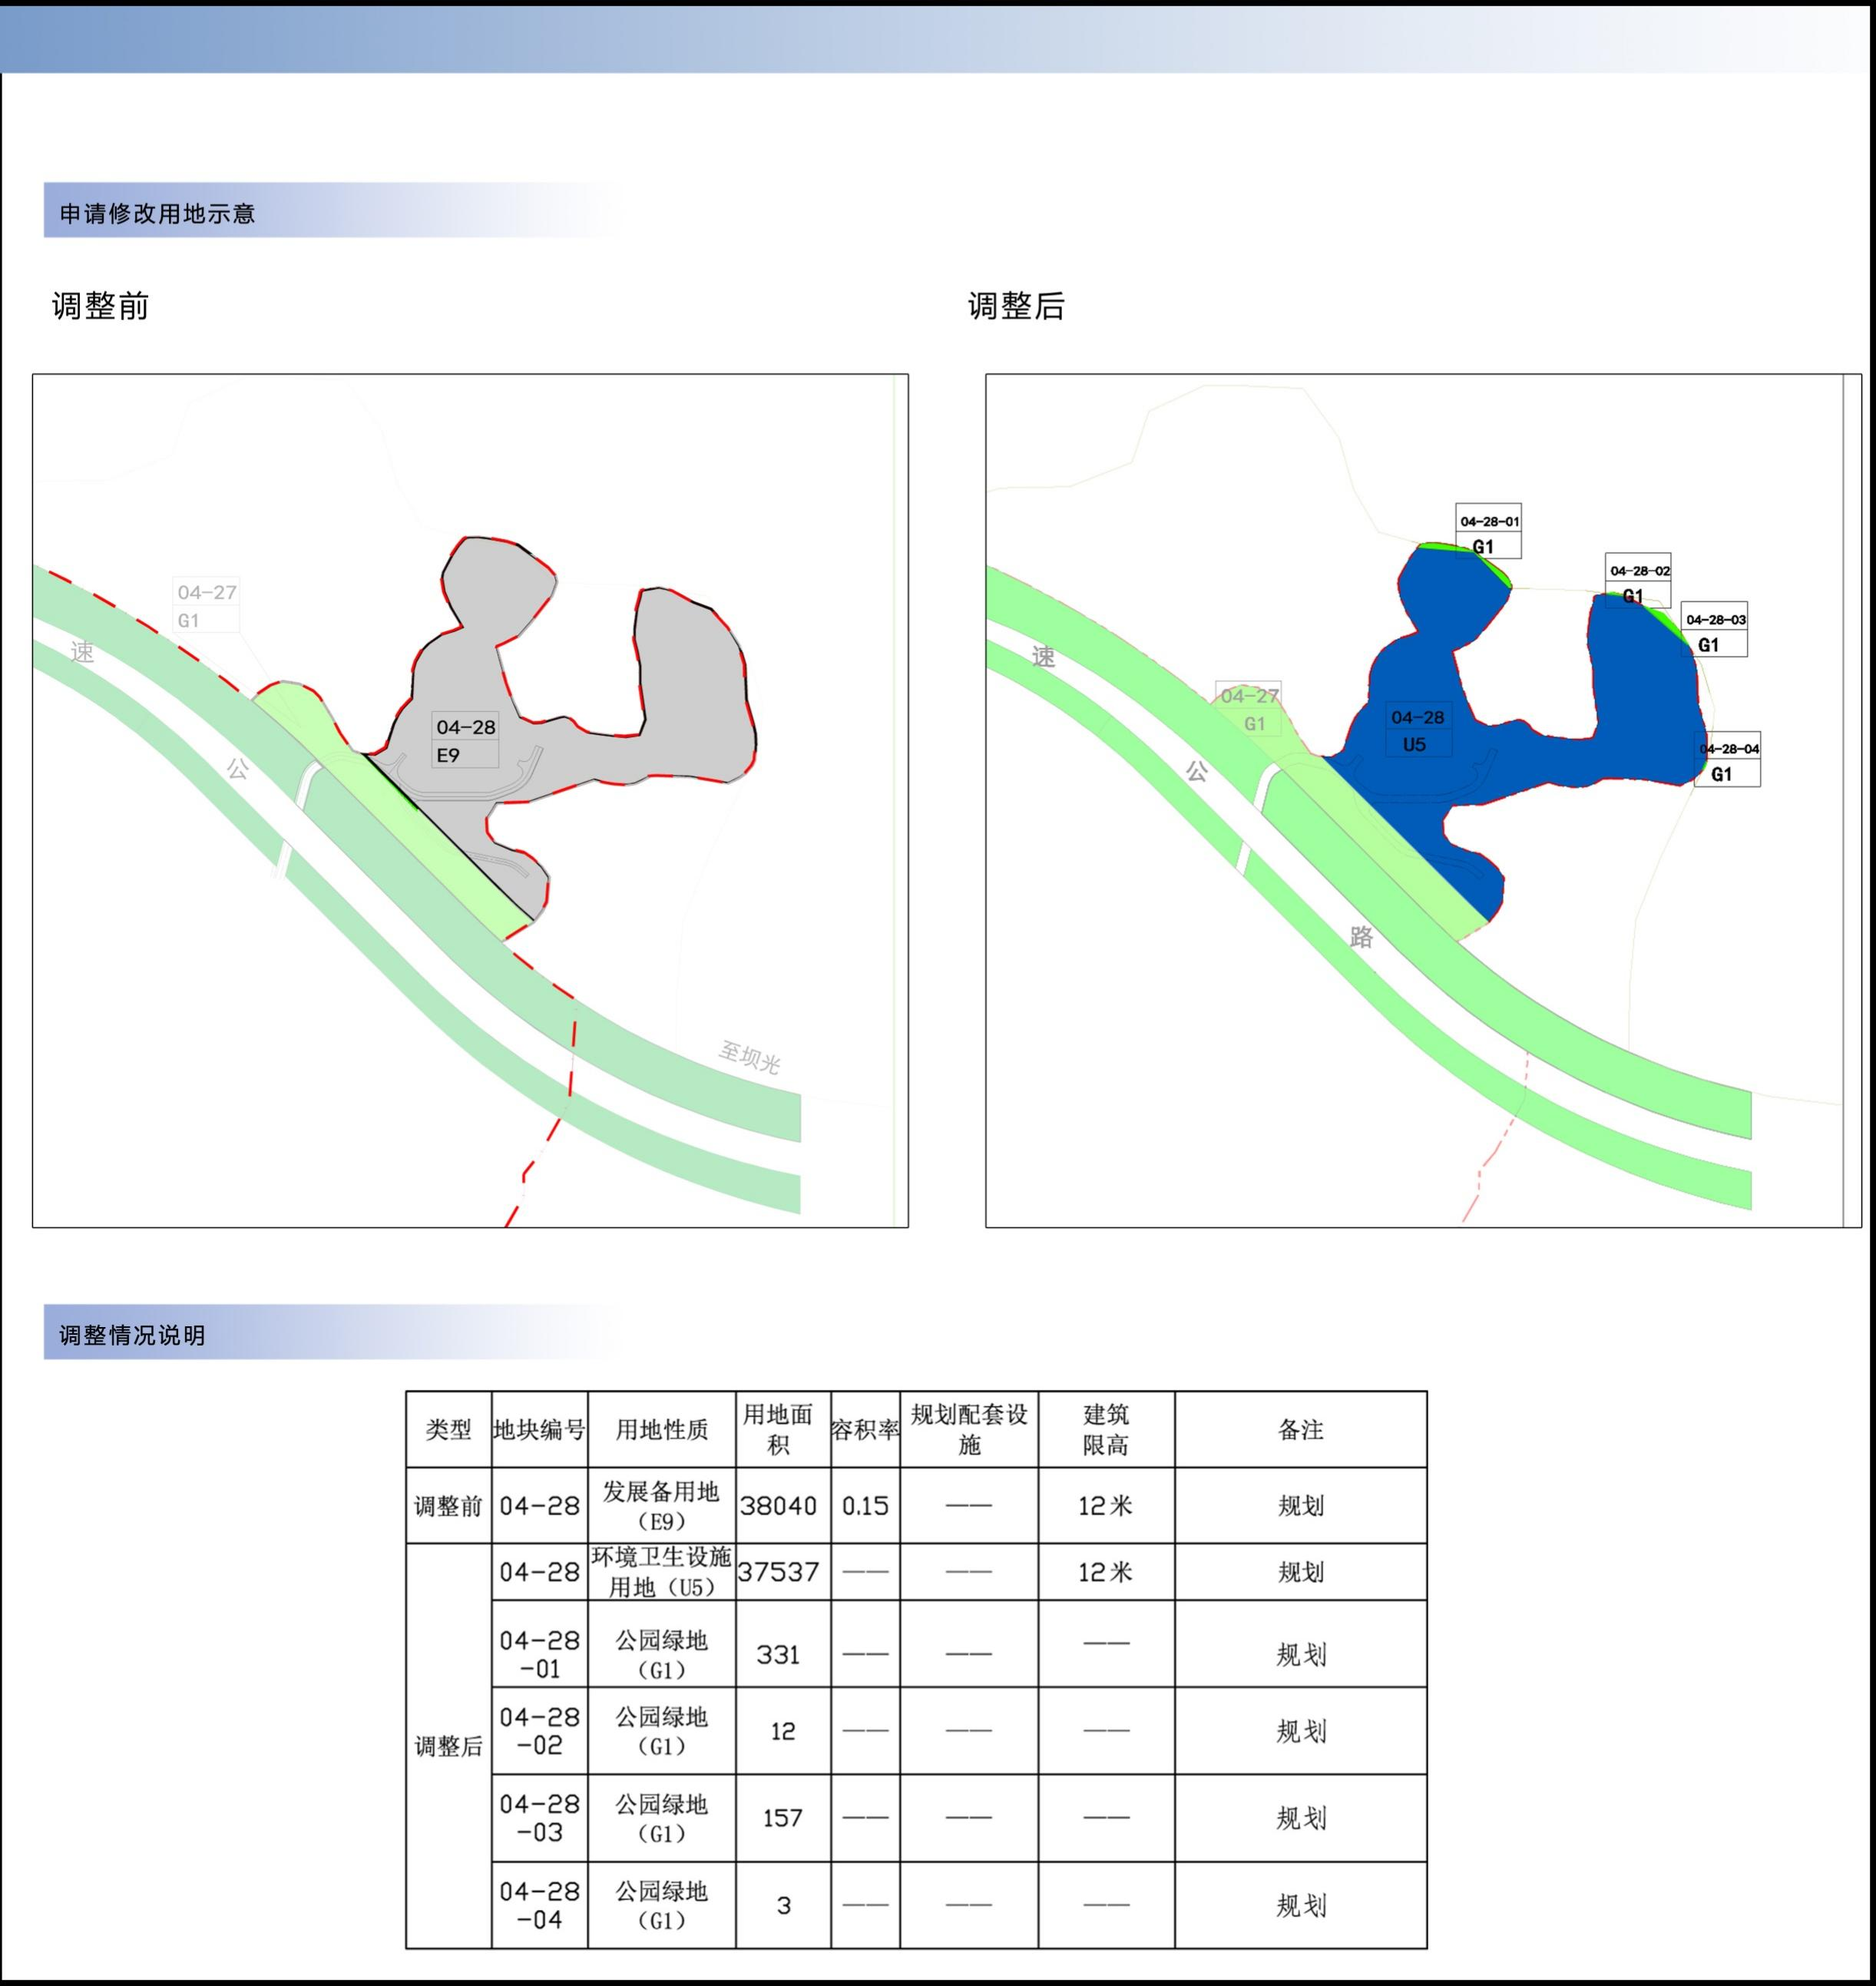 申请修改用地示意
调整前
调整后
04-27
G1
速
公
04-28
E9
至坝光
04-28-01
G1
04-28-02
G1
04-28-03
G1
04-27
G1
速
公
路
04-28
U5
04-28-04
G1
调整情况说明
类型 地块编号 用地性质 用地面 容积率 规划配套设 建筑 备注
积 施 限高
调整前 04-28 发展备用地 38040 0.15 —— 12米 规划
（E9）
调整后
04-28 环境卫生设施 37537 —— —— 12米 规划
用地（U5）
04-28 公园绿地 331 —— —— —— 规划
-01 （G1）
04-28 公园绿地 12 —— —— —— 规划
-02 （G1）
04-28 公园绿地 157 —— —— —— 规划
-03 （G1）
04-28 公园绿地 3 —— —— —— 规划
-04 （G1）